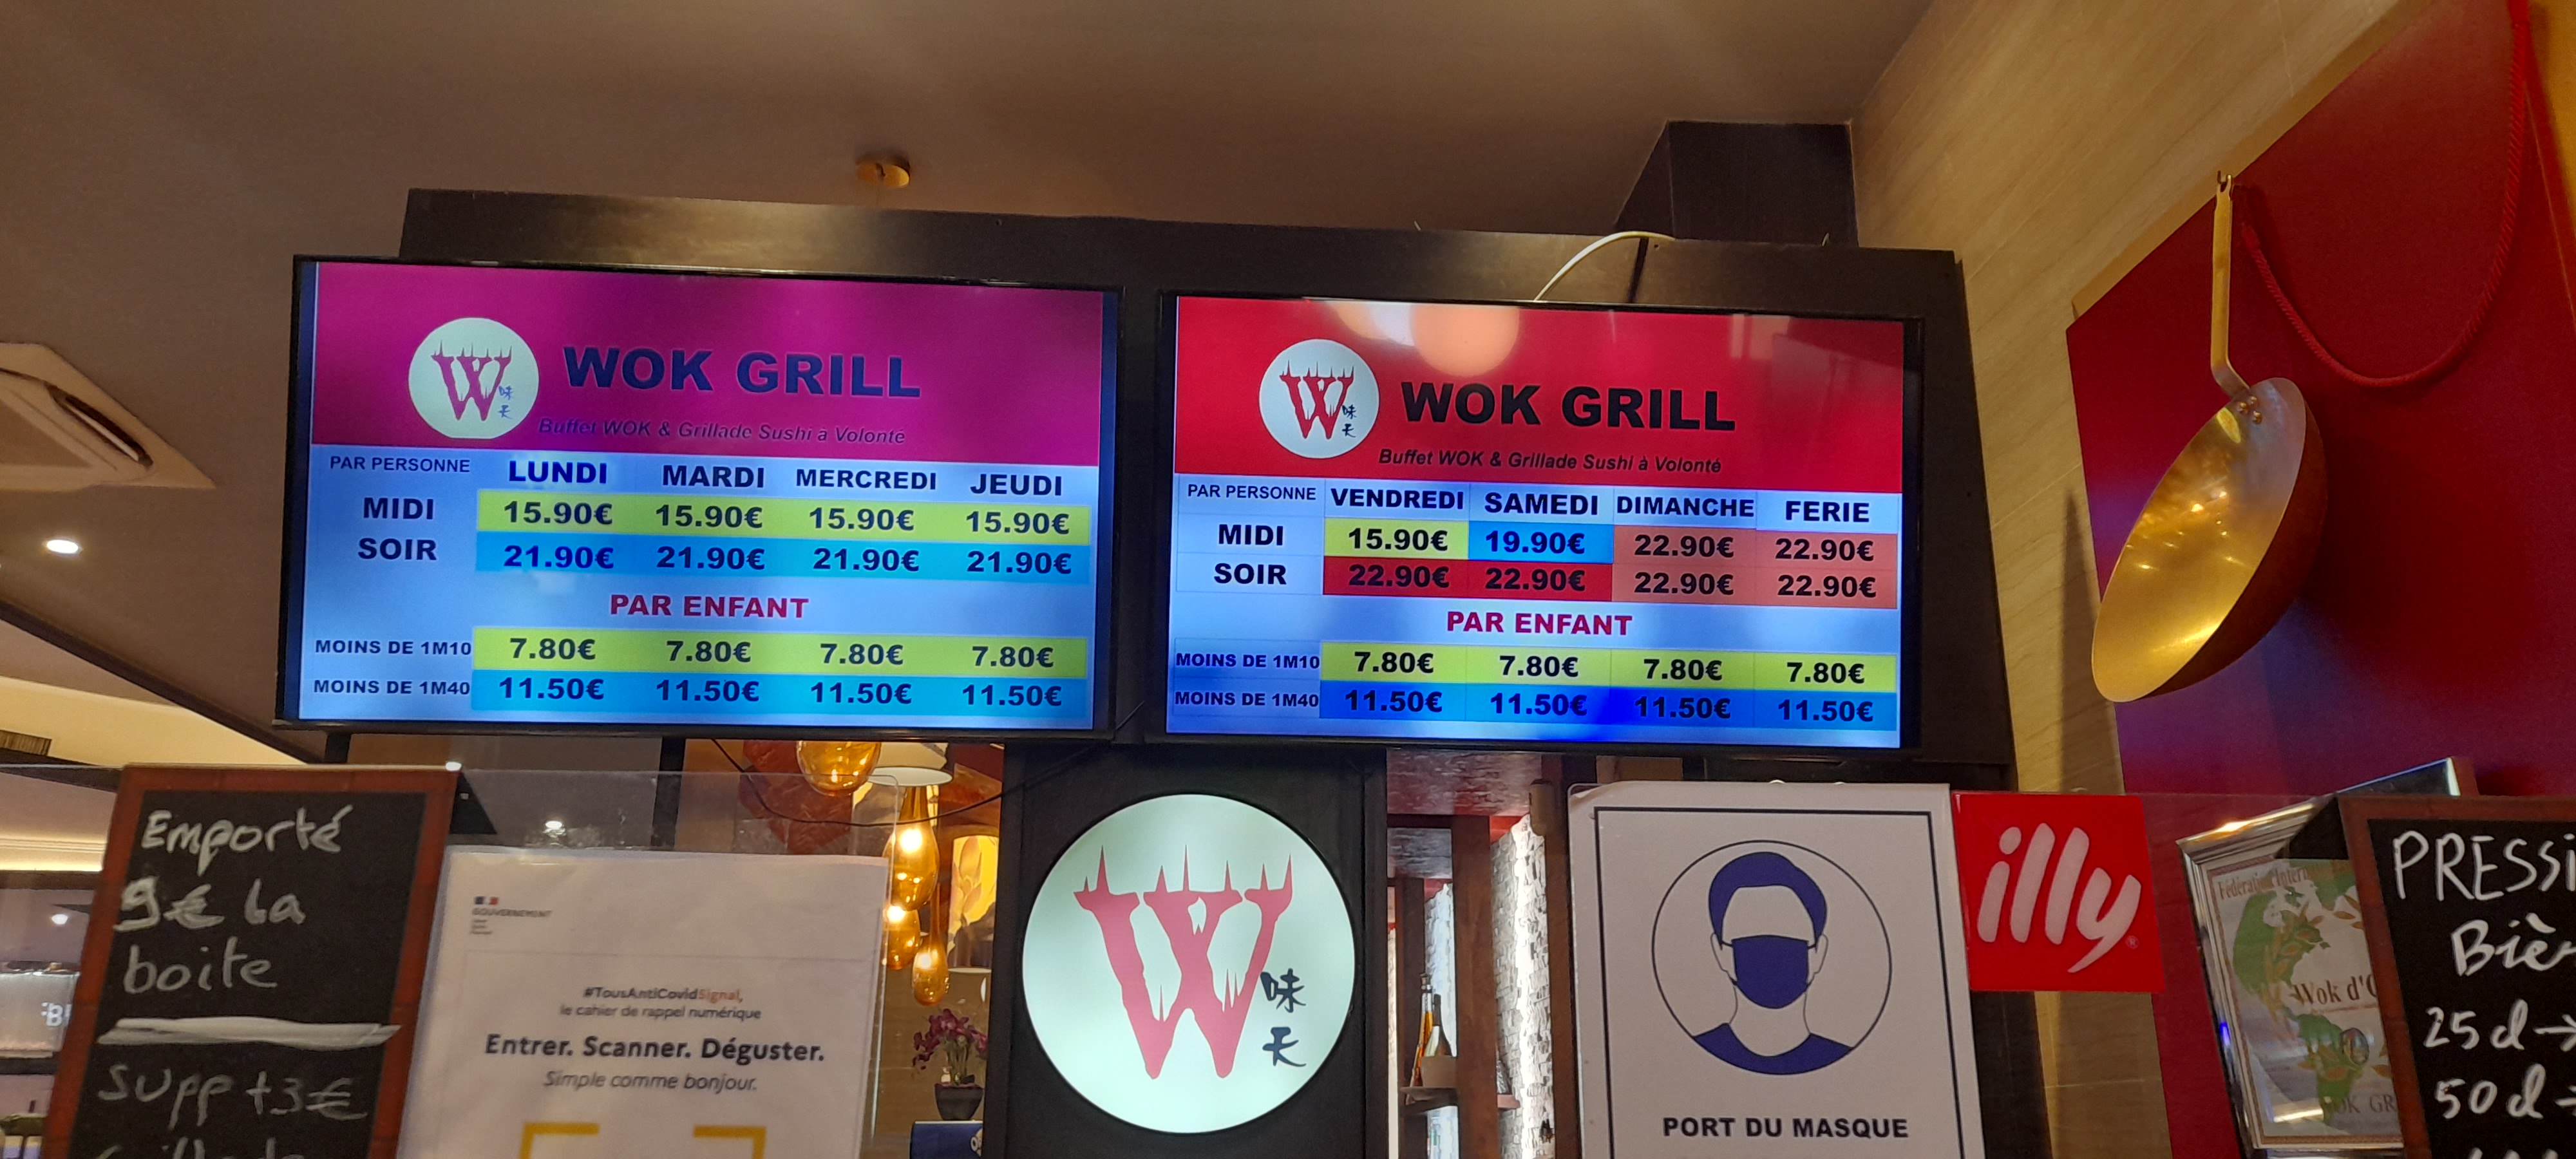 WOK GRILL
Buffet WOK & Grillade Sushi à Volonté
味
天
PAR PERSONNE LUNDI MARDI MERCREDI JEUDI
MIDI 15.90€ 15.90€ 15.90€ 15.90€
SOIR 21.90€ 21.90€ 21.90€ 21.90€
PAR ENFANT
MOINS DE 1M10 7.80€ 7.80€ 7.80€ 7.80€
MOINS DE 1M40 11.50€ 11.50€ 11.50€ 11.50€
WOK GRILL
Buffet WOK & Grillade Sushi à Volonté
味
天
PAR PERSONNE VENDREDI SAMEDI DIMANCHE FERIE
MIDI 15.90€ 19.90€ 22.90€ 22.90€
SOIR 22.90€ 22.90€ 22.90€ 22.90€
PAR ENFANT
MOINS DE 1M10 7.80€ 7.80€ 7.80€ 7.80€
MOINS DE 1M40 11.50€ 11.50€ 11.50€ 11.50€
Emporté
9€ la
boite
Supp +3€
GOUVERNEMENT
#TousAntiCovidSignal,
le cahier de rappel numérique
Entrer. Scanner. Déguster.
Simple comme bonjour.
W
味
天
PORT DU MASQUE
illy
Wok d'
PRESSI
Biè
25 d→
50 d→